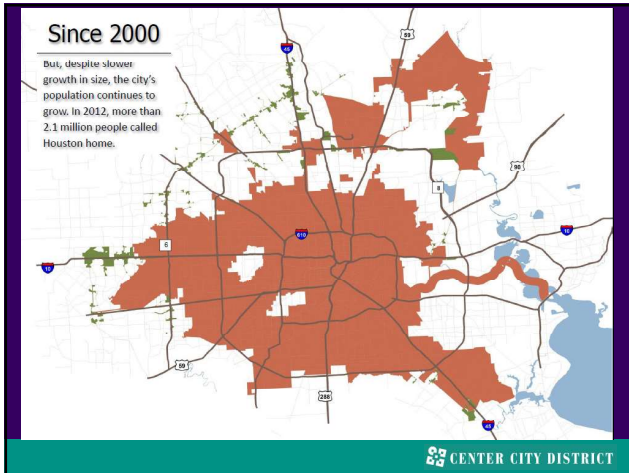 Since 2000
But, despite slower
growth in size, the city's
population continues to
grow. In 2012, more than
2.1 million people called
Houston home.
59
45
90
8
610
6
10
10
59
288
45
CENTER CITY DISTRICT